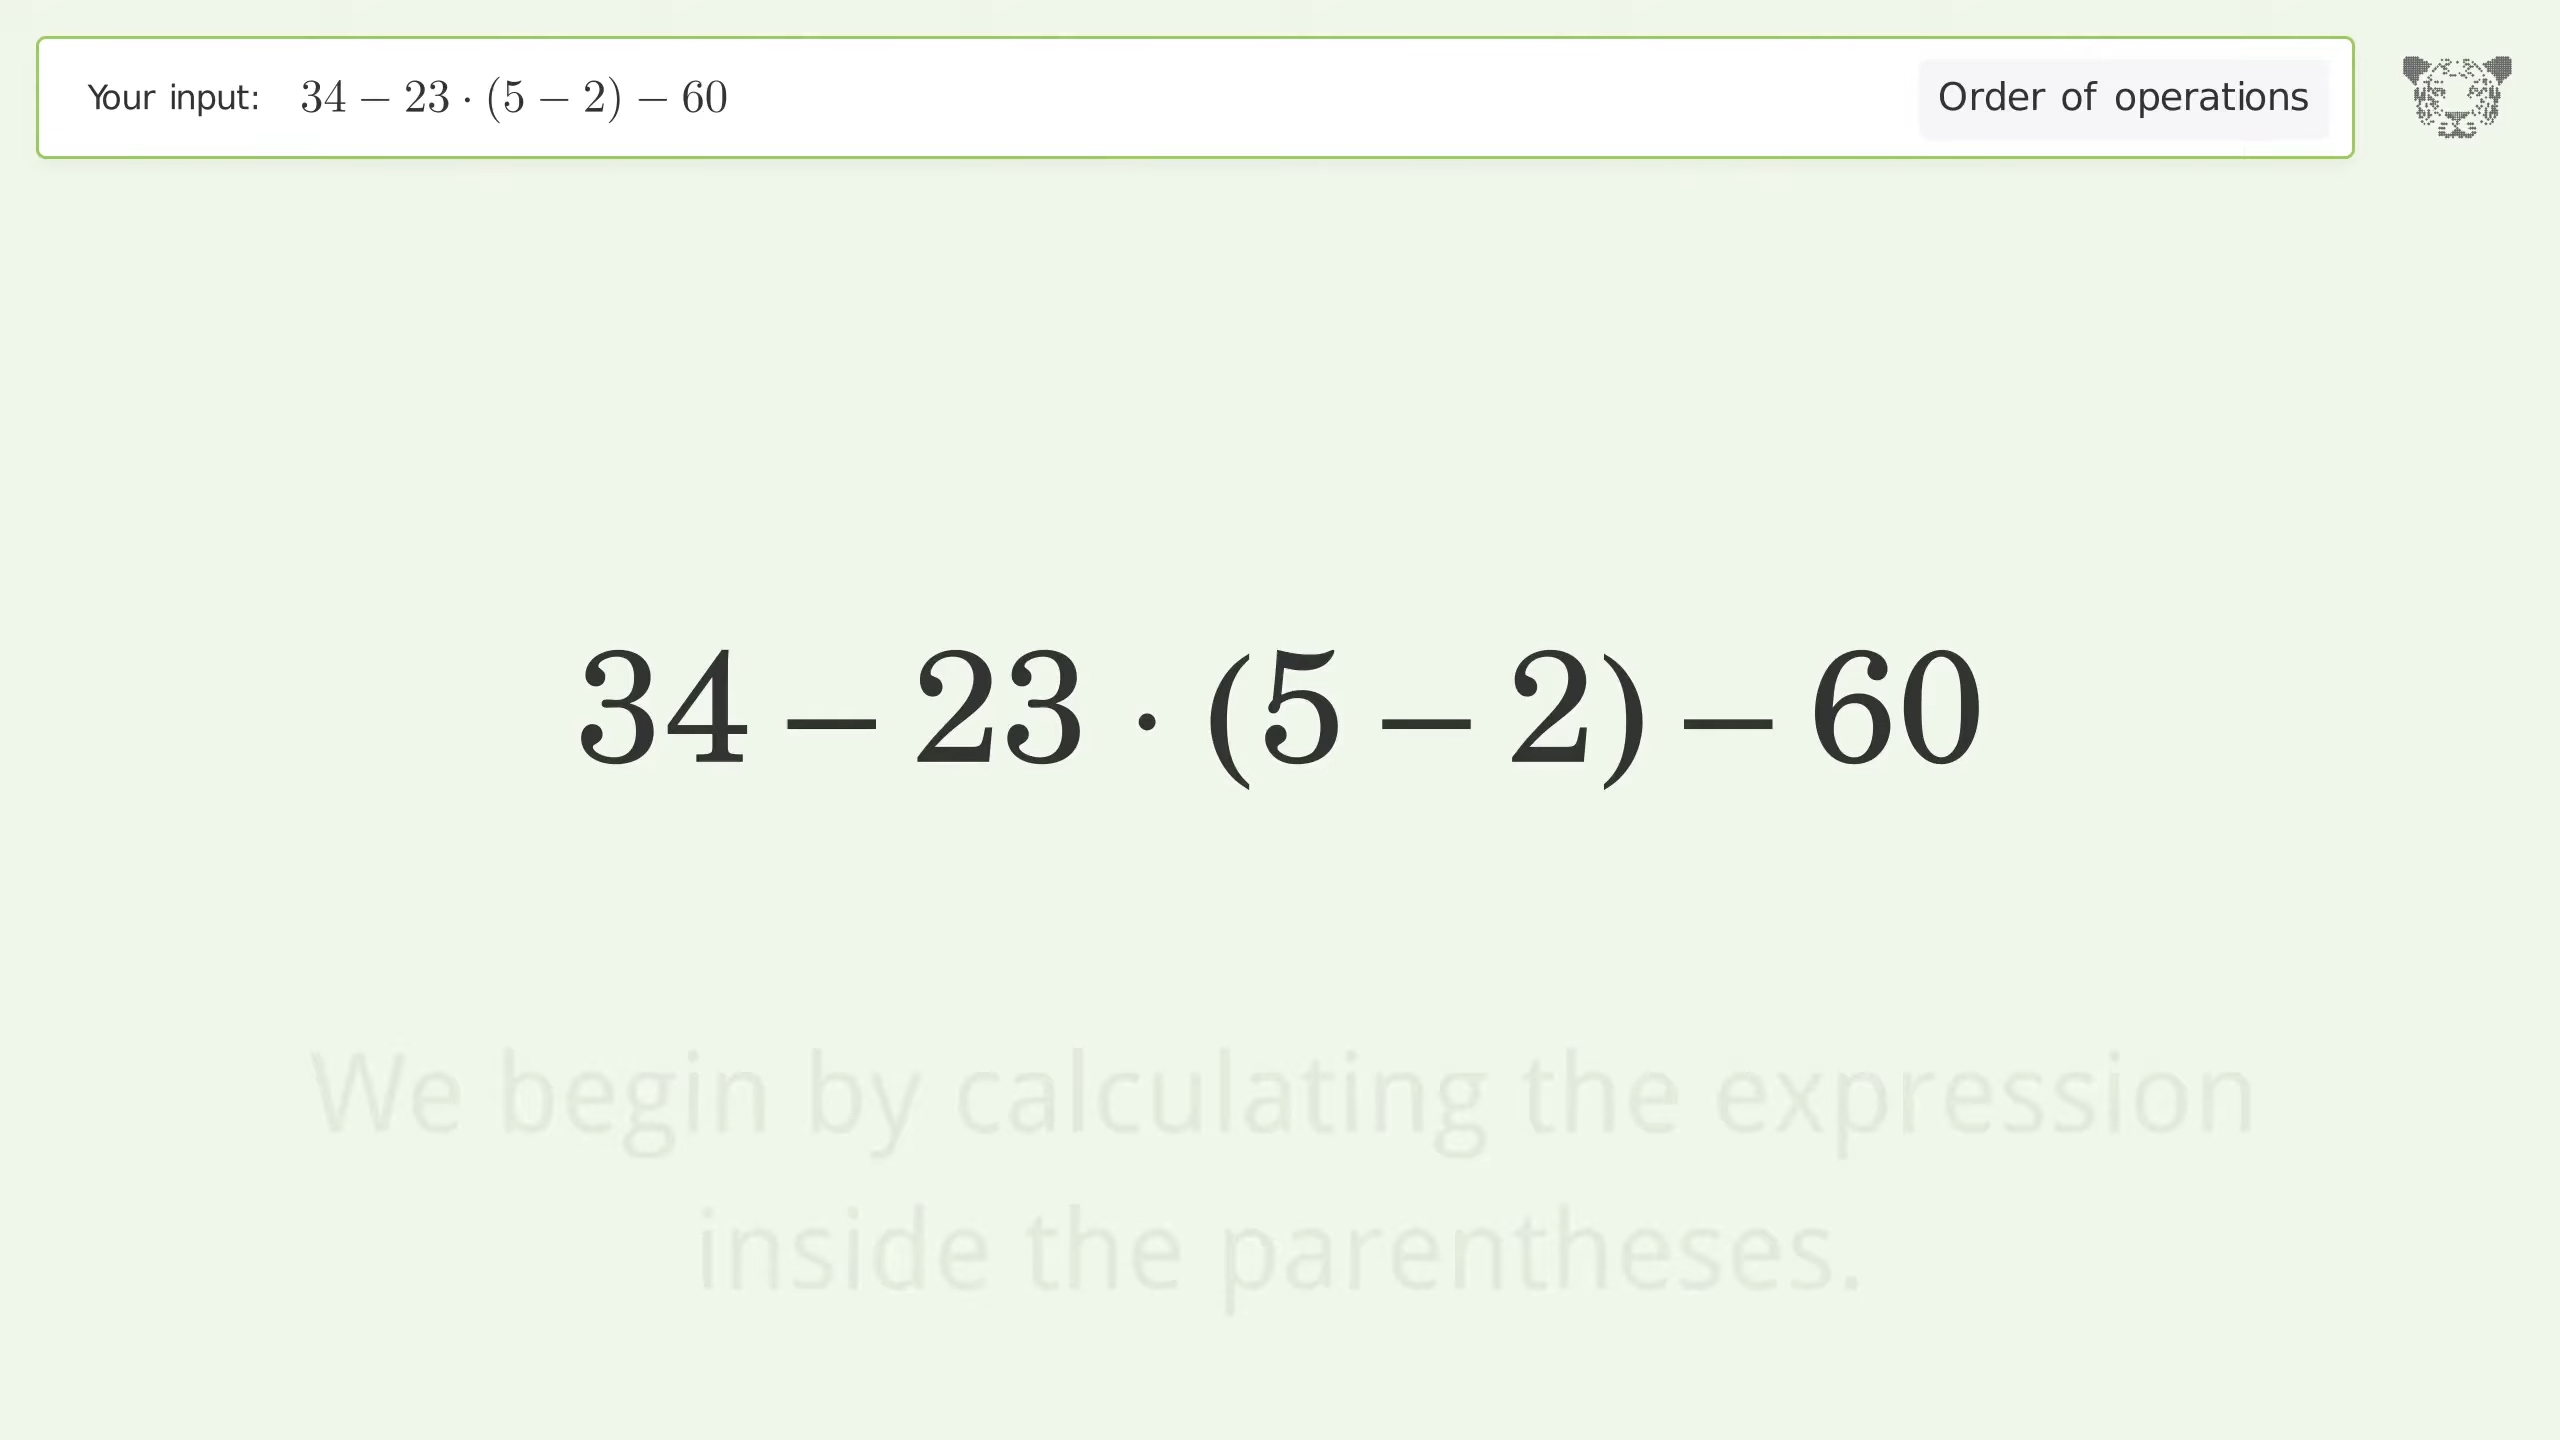 Your input: 34 − 23 · (5 − 2) − 60
Order of operations
34 − 23 · (5 − 2) − 60
We begin by calculating the expression
inside the parentheses.